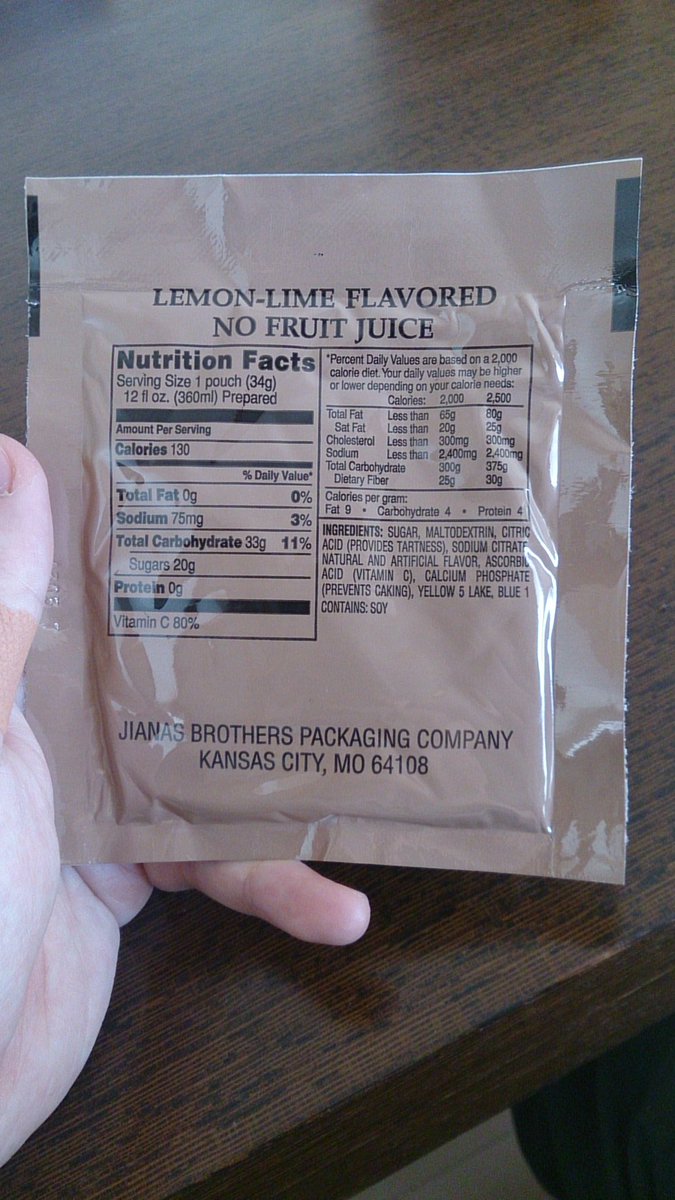 LEMON-LIME FLAVORED
NO FRUIT JUICE
Nutrition Facts
Serving Size 1 pouch (34g)
12 fl oz. (360ml) Prepared
Amount Per Serving
Calories 130
% Daily Value*
Total Fat 0g 0%
Sodium 75mg 3%
Total Carbohydrate 33g 11%
Sugars 20g
Protein 0g
Vitamin C 80%
*Percent Daily Values are based on a 2,000
calorie diet. Your daily values may be higher
or lower depending on your calorie needs:
Calories: 2,000 2,500
Total Fat Less than 65g 80g
Sat Fat Less than 20g 25g
Cholesterol Less than 300mg 300mg
Sodium Less than 2,400mg 2,400mg
Total Carbohydrate 300g 375g
Dietary Fiber 25g 30g
Calories per gram:
Fat 9 • Carbohydrate 4 • Protein 4
INGREDIENTS: SUGAR, MALTODEXTRIN, CITRIC
ACID (PROVIDES TARTNESS), SODIUM CITRATE
NATURAL AND ARTIFICIAL FLAVOR, ASCORBIC
ACID (VITAMIN C), CALCIUM PHOSPHATE
(PREVENTS CAKING), YELLOW 5 LAKE, BLUE 1
CONTAINS: SOY
JIANAS BROTHERS PACKAGING COMPANY
KANSAS CITY, MO 64108